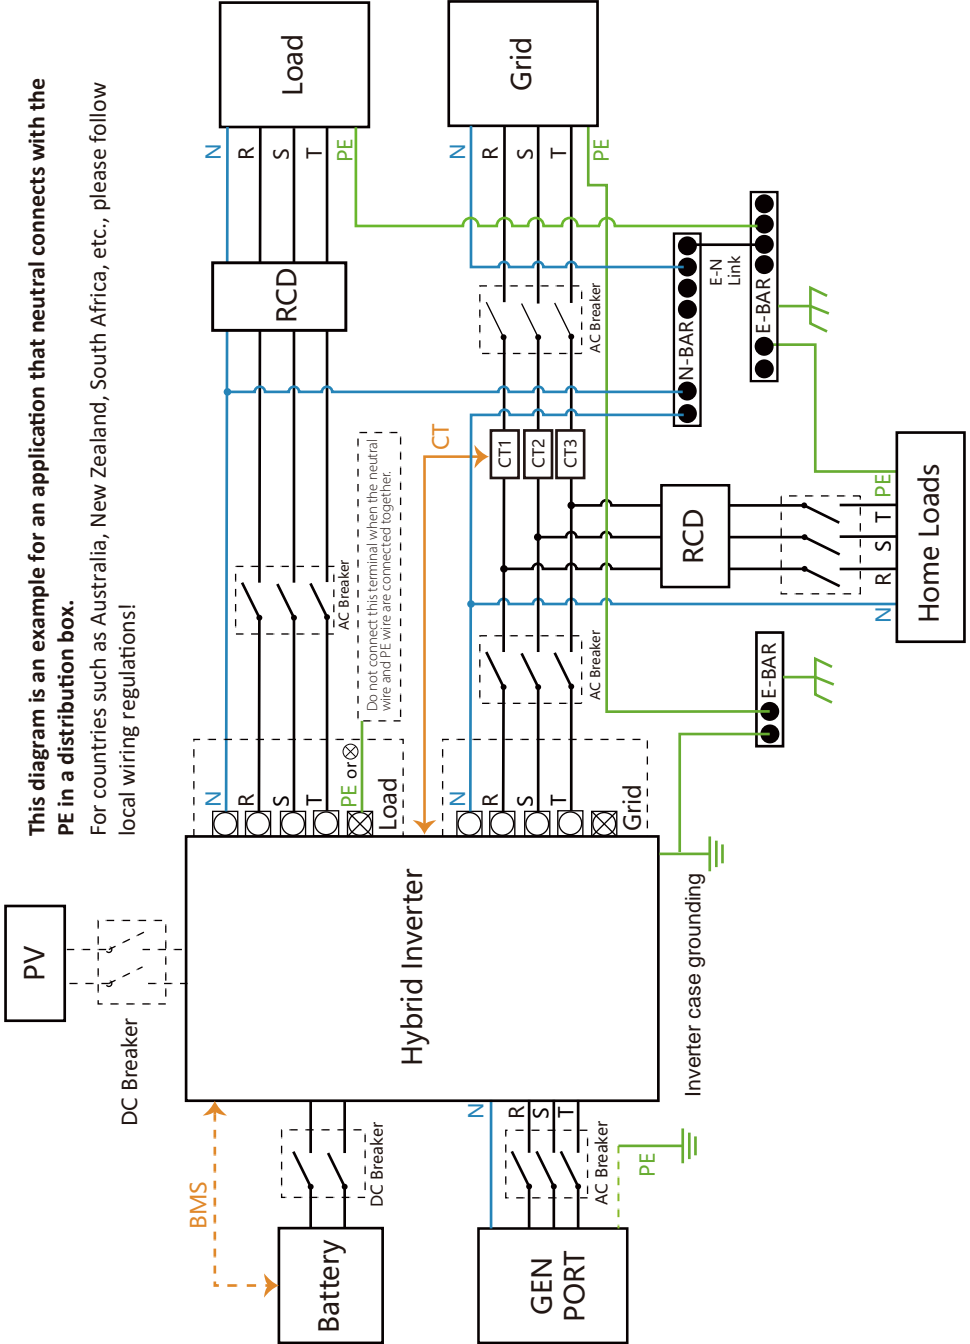 This diagram is an example for an application that neutral connects with the
PE in a distribution box.
For countries such as Australia, New Zealand, South Africa, etc., please follow
local wiring regulations!
PV
DC Breaker
BMS
Battery
DC Breaker
GEN
PORT
N
R
S
T
AC Breaker
PE
Hybrid Inverter
Inverter case grounding
N
R
S
T
PE or
Load
Do not connect this terminal when the neutral
wire and PE wire are connected together.
AC Breaker
RCD
N
R
S
T
PE
Load
CT
N
R
S
T
Grid
AC Breaker
CT1
CT2
CT3
AC Breaker
N
R
S
T
PE
Grid
RCD
N
R
S
T
PE
Home Loads
N-BAR
E-N
Link
E-BAR
E-BAR